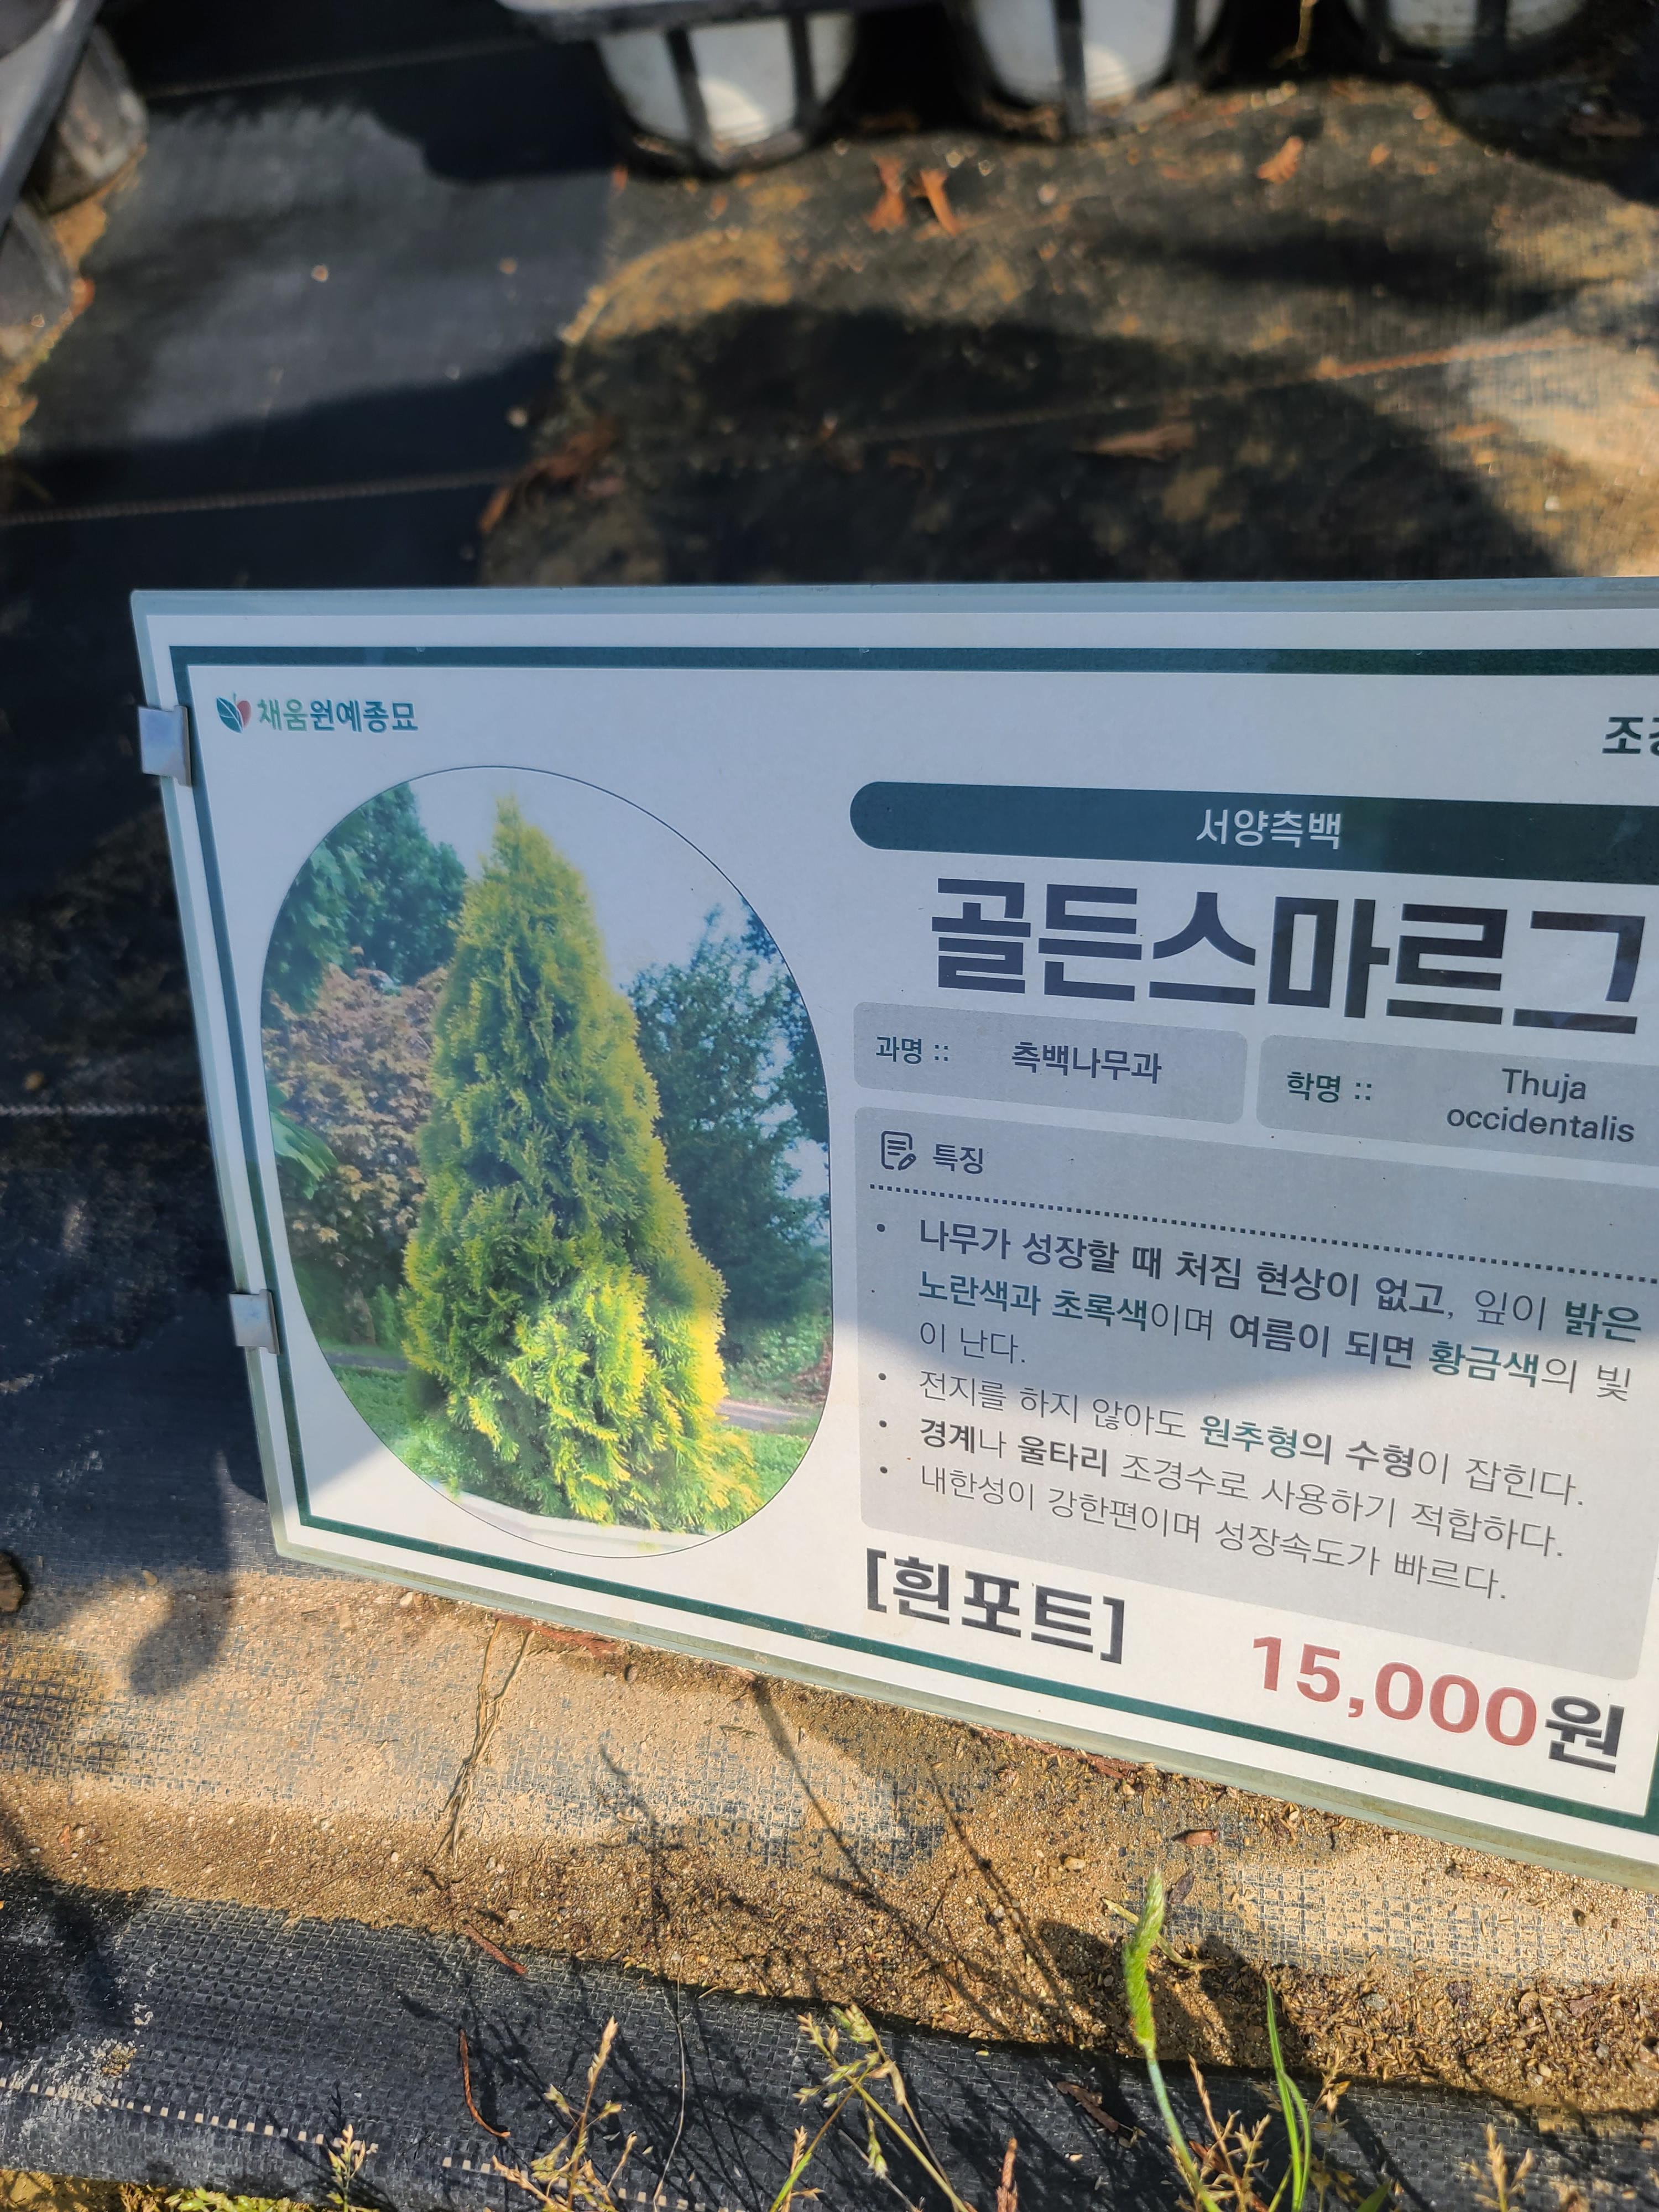 채움원예종묘
조경
서양측백
골든스마르그
과명 :: 측백나무과
학명 :: Thuja
occidentalis
특징
• 나무가 성장할 때 처짐 현상이 없고, 잎이 밝은
노란색과 초록색이며 여름이 되면 황금색의 빛
이 난다.
• 전지를 하지 않아도 원추형의 수형이 잡힌다.
• 경계나 울타리 조경수로 사용하기 적합하다.
• 내한성이 강한편이며 성장속도가 빠르다.
[흰포트]
15,000원